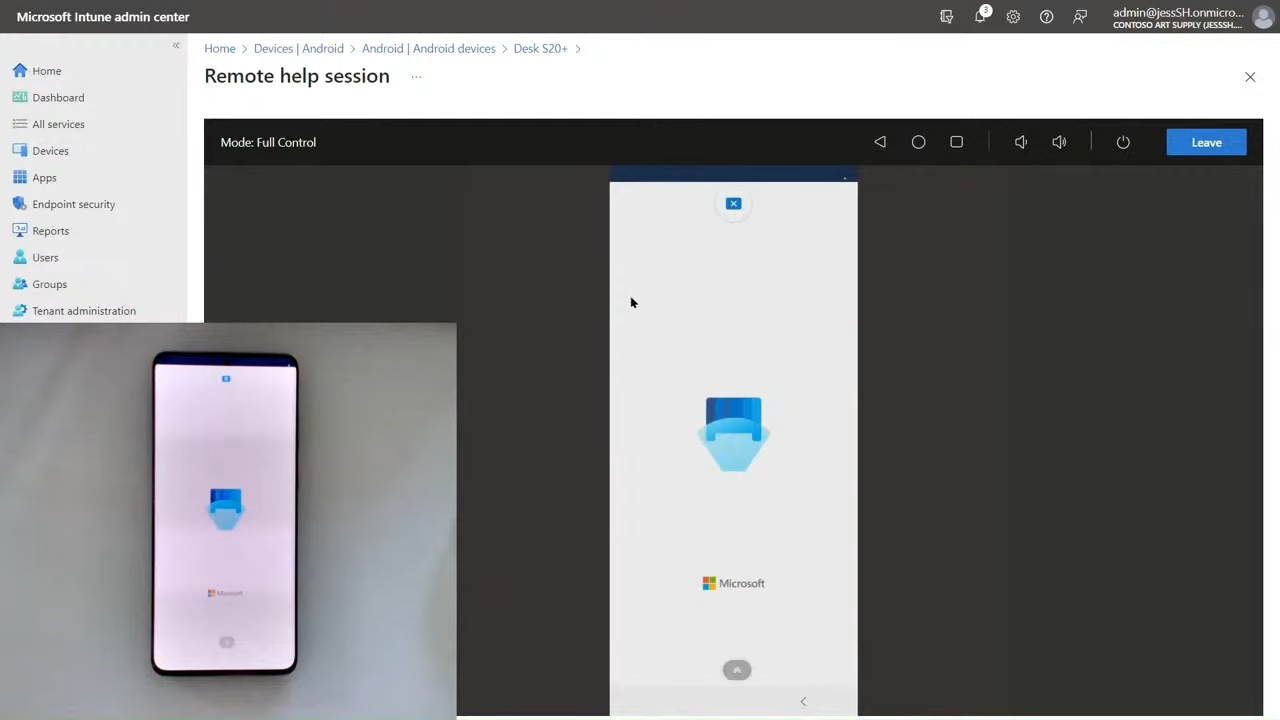 Microsoft Intune admin center
3
admin@jessSH.onmicro...
CONTOSO ART SUPPLY (JESSSH....
Home > Devices | Android > Android | Android devices > Desk S20+ >
Remote help session ...
Home
Dashboard
All services
Devices
Apps
Endpoint security
Reports
Users
Groups
Tenant administration
Mode: Full Control
Leave
Microsoft
Microsoft